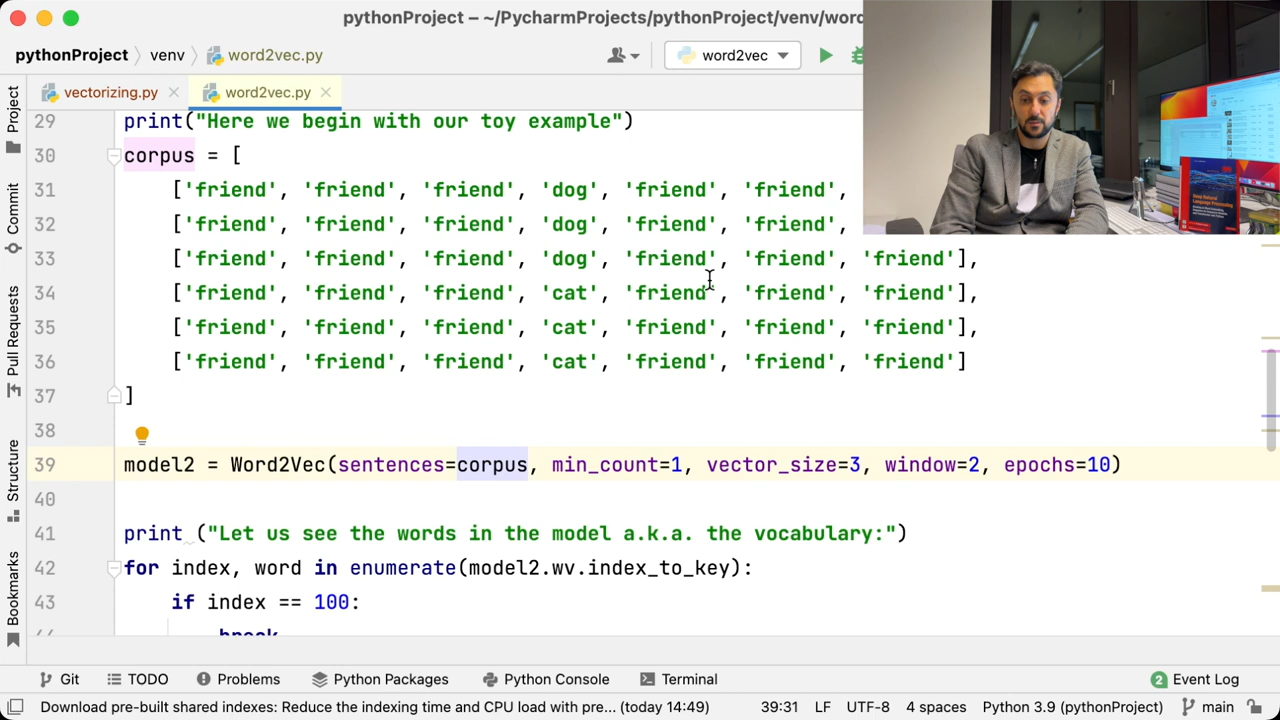 pythonProject – ~/PycharmProjects/pythonProject/venv/word
pythonProject venv word2vec.py word2vec
vectorizing.py word2vec.py
Project
Commit
Pull Requests
Structure
Bookmarks
29 print("Here we begin with our toy example")
30 corpus = [
31 ['friend', 'friend', 'friend', 'dog', 'friend', 'friend',
32 ['friend', 'friend', 'friend', 'dog', 'friend', 'friend',
33 ['friend', 'friend', 'friend', 'dog', 'friend', 'friend', 'friend'],
34 ['friend', 'friend', 'friend', 'cat', 'friend', 'friend', 'friend'],
35 ['friend', 'friend', 'friend', 'cat', 'friend', 'friend', 'friend'],
36 ['friend', 'friend', 'friend', 'cat', 'friend', 'friend', 'friend']
37 ]
38
39 model2 = Word2Vec(sentences=corpus, min_count=1, vector_size=3, window=2, epochs=10)
40
41 print ("Let us see the words in the model a.k.a. the vocabulary:")
42 for index, word in enumerate(model2.wv.index_to_key):
43 if index == 100:
44 break
Git TODO Problems Python Packages Python Console Terminal 2 Event Log
Download pre-built shared indexes: Reduce the indexing time and CPU load with pre... (today 14:49) 39:31 LF UTF-8 4 spaces Python 3.9 (pythonProject) main